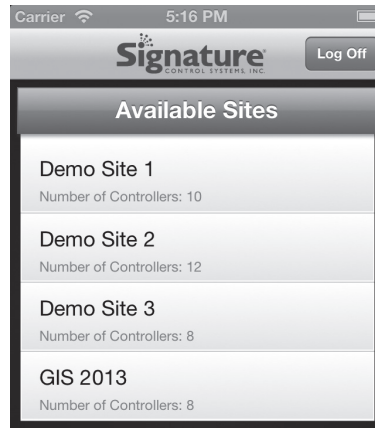 Carrier 5:16 PM
Signature
CONTROL SYSTEMS, INC.
Log Off
Available Sites
Demo Site 1
Number of Controllers: 10
Demo Site 2
Number of Controllers: 12
Demo Site 3
Number of Controllers: 8
GIS 2013
Number of Controllers: 8